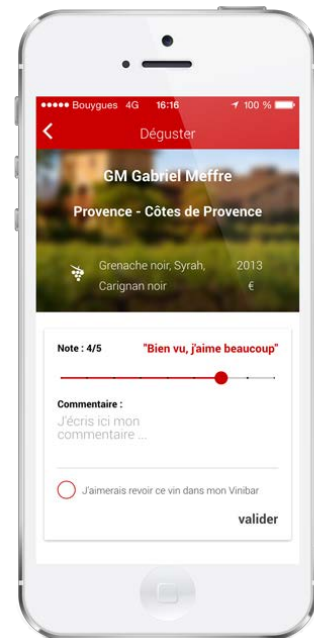 Bouygues 4G 16:16 100 %
Déguster
GM Gabriel Meffre
Provence - Côtes de Provence
Grenache noir, Syrah, 2013
Carignan noir €
Note : 4/5 "Bien vu, j'aime beaucoup"
Commentaire :
J'écris ici mon
commentaire ...
J'aimerais revoir ce vin dans mon Vinibar
valider